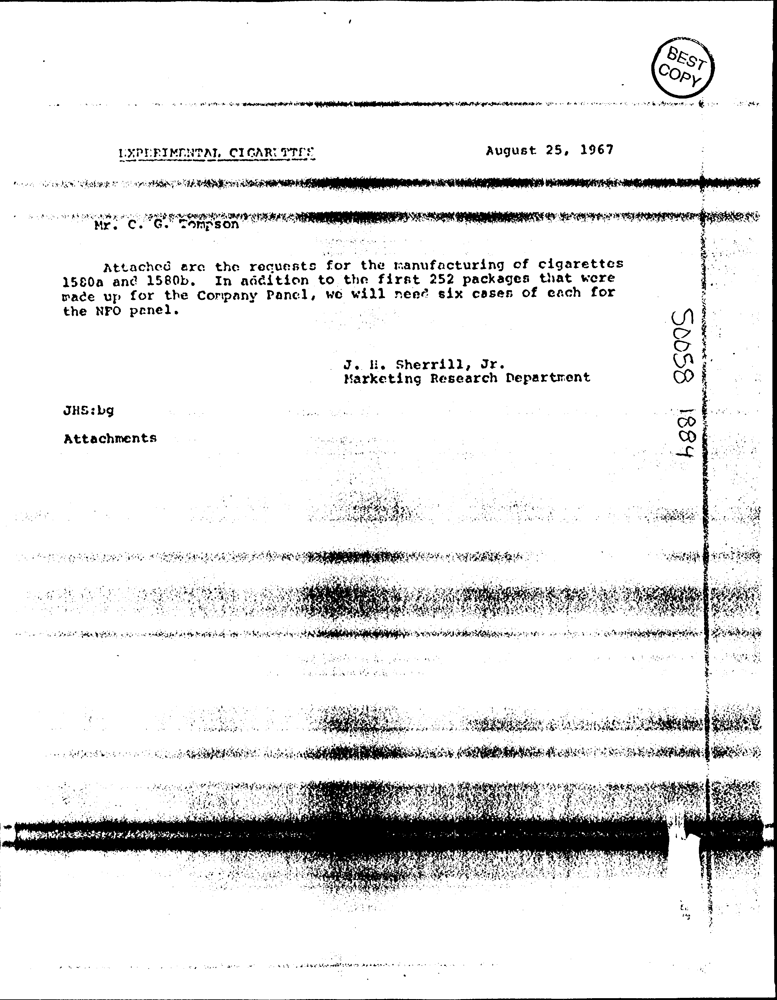 BEST
COPY
EXPERIMENTAL CIGARETTES
August 25, 1967
Mr. C. G. Tompson
Attached are the requests for the manufacturing of cigarettes
1580a and 1580b. In addition to the first 252 packages that were
made up for the Company Panel, we will need six cases of each for
the NFO panel.
J. H. Sherrill, Jr.
Marketing Research Department
JHS:bg
Attachments
50058 1884